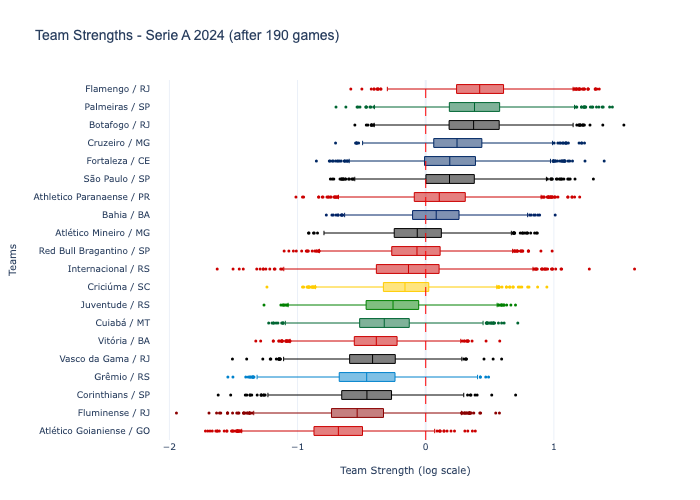 Team Strengths - Serie A 2024 (after 190 games)
Flamengo / RJ
Palmeiras / SP
Botafogo / RJ
Cruzeiro / MG
Fortaleza / CE
São Paulo / SP
Athletico Paranaense / PR
Bahia / BA
Atlético Mineiro / MG
Red Bull Bragantino / SP
Internacional / RS
Criciúma / SC
Juventude / RS
Cuiabá / MT
Vitória / BA
Vasco da Gama / RJ
Grêmio / RS
Corinthians / SP
Fluminense / RJ
Atlético Goianiense / GO
Teams
−2 −1 0 1
Team Strength (log scale)